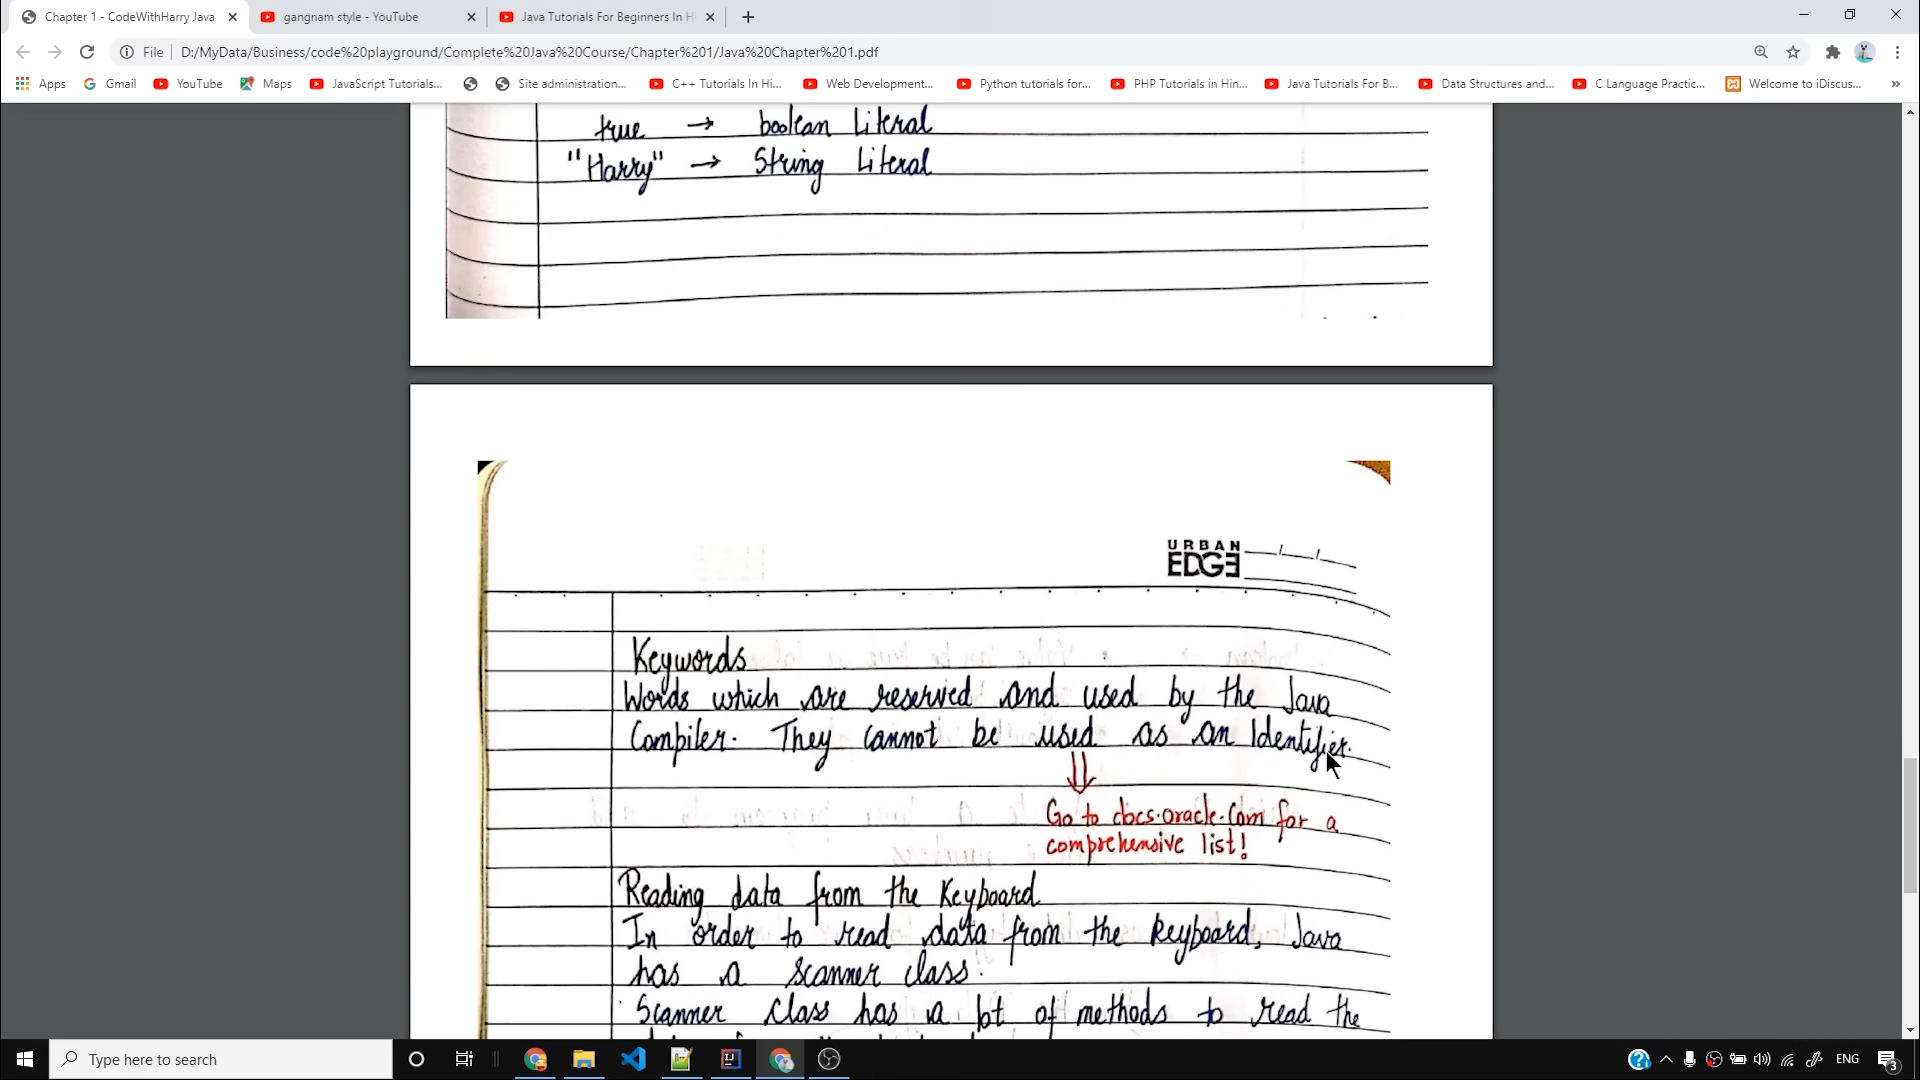 Chapter 1 - CodeWithHarry Java
gangnam style - YouTube
Java Tutorials For Beginners In H
File | D:/MyData/Business/code%20playground/Complete%20Java%20Course/Chapter%201/Java%20Chapter%201.pdf
Apps Gmail YouTube Maps JavaScript Tutorials... Site administration... C++ Tutorials In Hi... Web Development... Python tutorials for... PHP Tutorials in Hin... Java Tutorials For B... Data Structures and... C Language Practic... Welcome to iDiscus... »
true → boolean literal
"Harry" → String literal
URBAN
EDGE
Keywords
Words which are reserved and used by the Java
Compiler. They cannot be used as an Identifier.
Go to docs.oracle.com for a
comprehensive list!
Reading data from the Keyboard
In order to read data from the Keyboard, Java
has a scanner class.
Scanner class has a lot of methods to read the
Type here to search
ENG
3